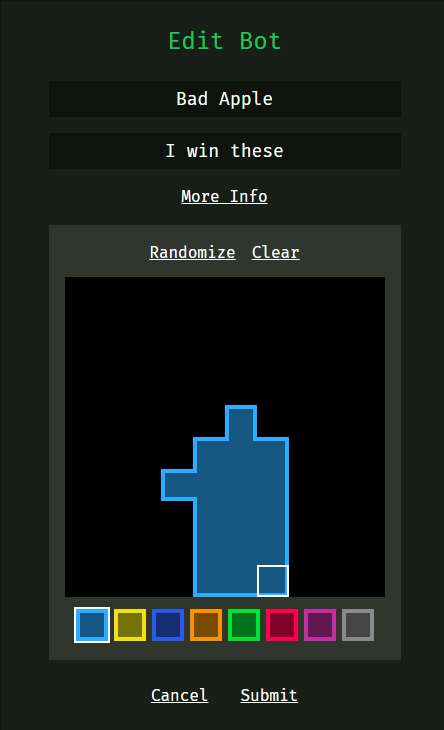 Edit Bot
Bad Apple
I win these
More Info
Randomize Clear
Cancel Submit